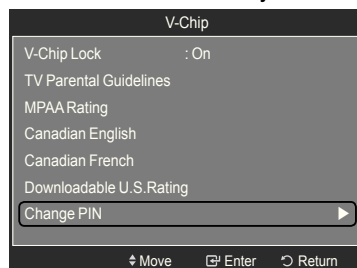 V-Chip
V-Chip Lock : On
TV Parental Guidelines
MPAA Rating
Canadian English
Canadian French
Downloadable U.S.Rating
Change PIN
Move Enter Return